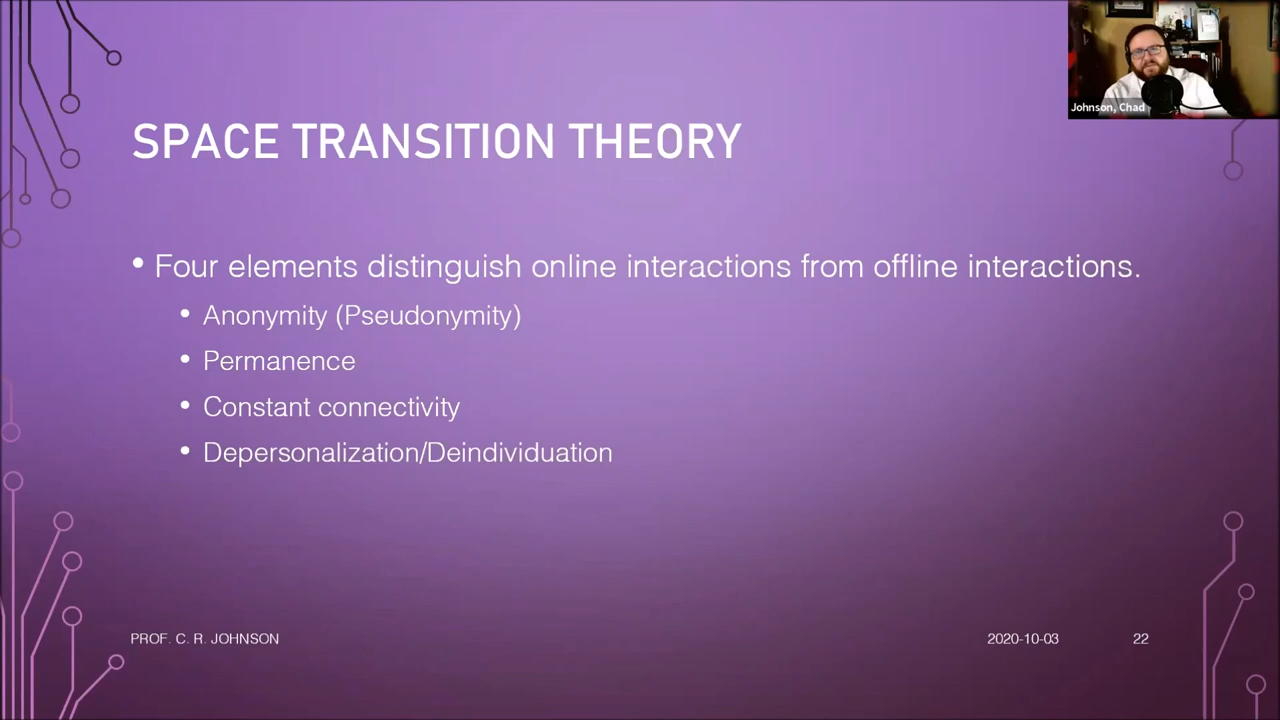 Johnson, Chad
SPACE TRANSITION THEORY
• Four elements distinguish online interactions from offline interactions.
• Anonymity (Pseudonymity)
• Permanence
• Constant connectivity
• Depersonalization/Deindividuation
PROF. C. R. JOHNSON 2020-10-03 22